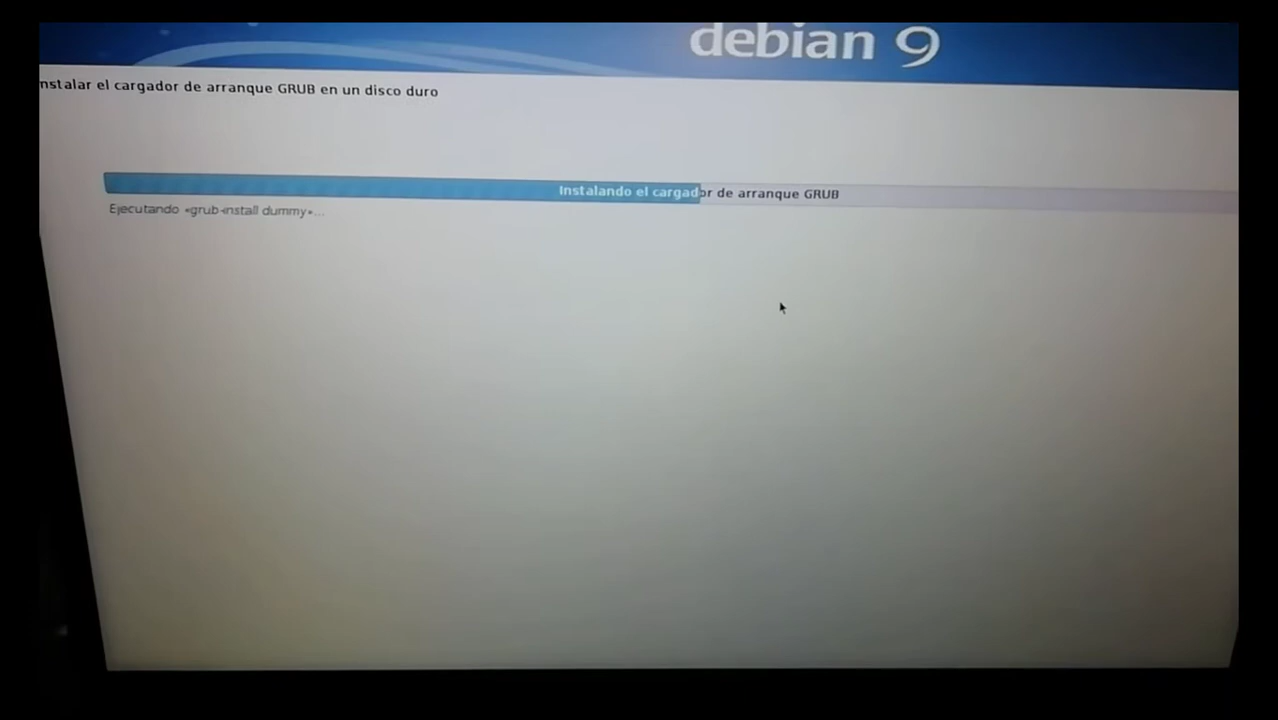 debian 9
nstalar el cargador de arranque GRUB en un disco duro
Instalando el cargador de arranque GRUB
Ejecutando «grub-install dummy»...